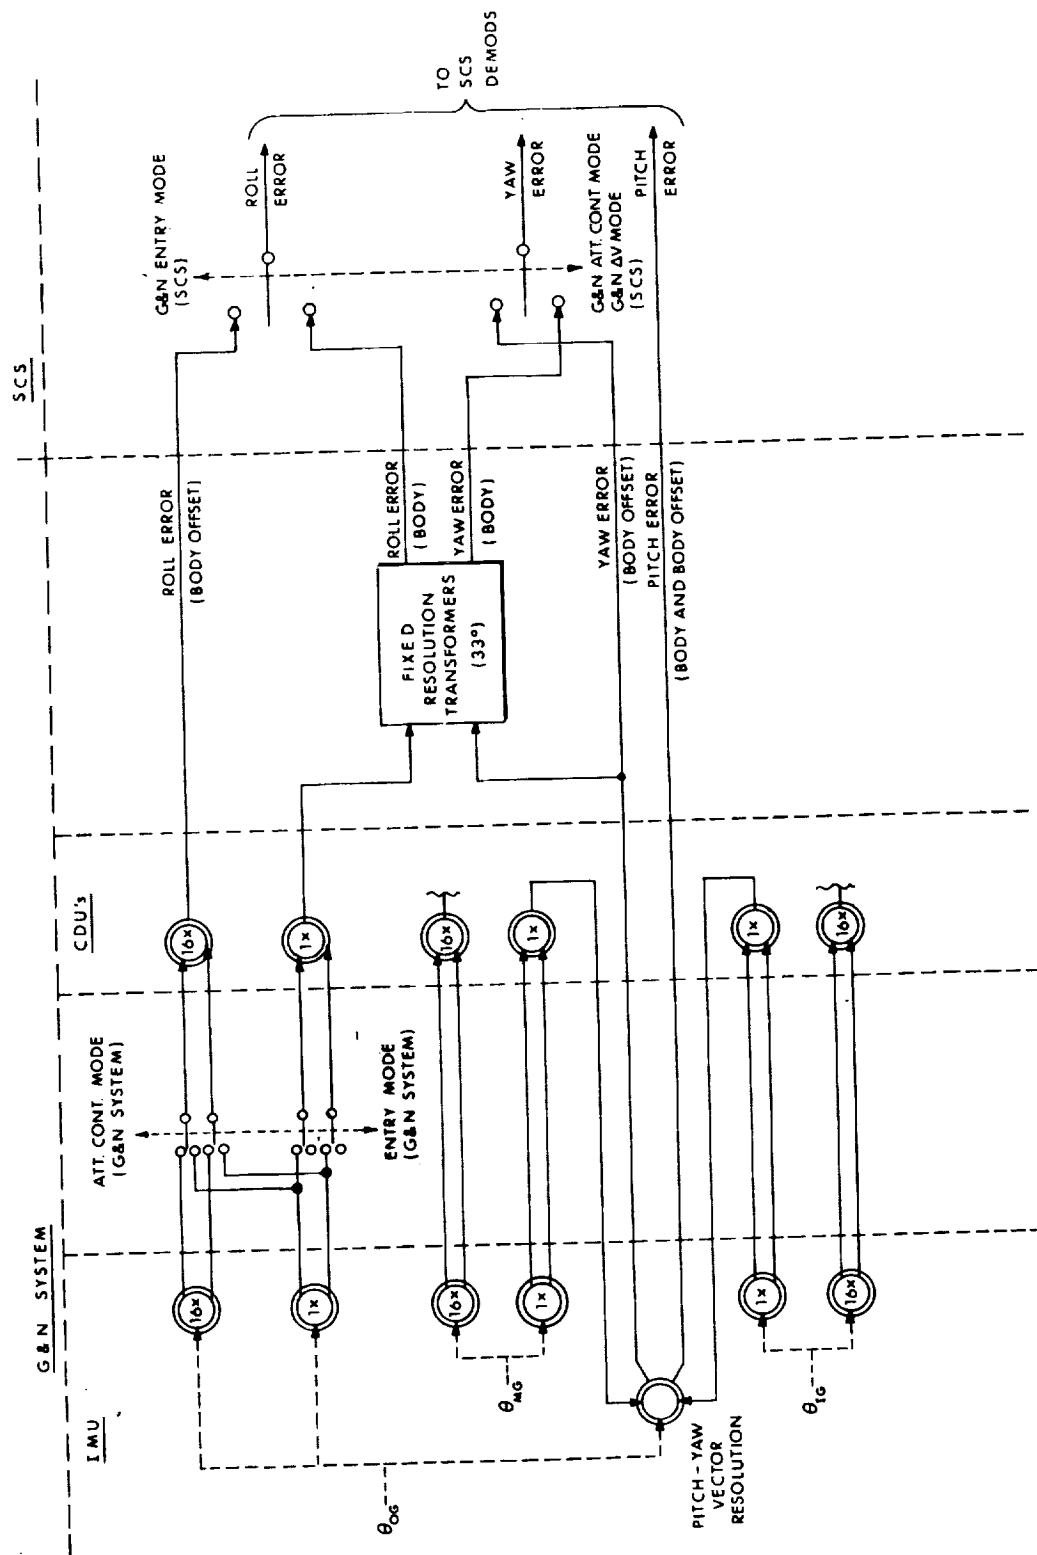 G&N SYSTEM
SCS
IMU
CDU's
ATT. CONT. MODE
(G&N SYSTEM)
ENTRY MODE
(G&N SYSTEM)
G&N ENTRY MODE
(SCS)
ROLL ERROR
(BODY OFFSET)
ROLL
ERROR
16x
16x
1x
1x
16x
16x
1x
1x
1x
1x
16x
16x
θOG
θMG
θIG
PITCH-YAW
VECTOR
RESOLUTION
FIXED
RESOLUTION
TRANSFORMERS
(33°)
ROLL ERROR
(BODY)
YAW ERROR
(BODY)
YAW ERROR
(BODY OFFSET)
PITCH ERROR
(BODY AND BODY OFFSET)
YAW
ERROR
G&N ATT. CONT MODE
G&N ΔV MODE
(SCS)
PITCH
ERROR
TO
SCS
DEMODS